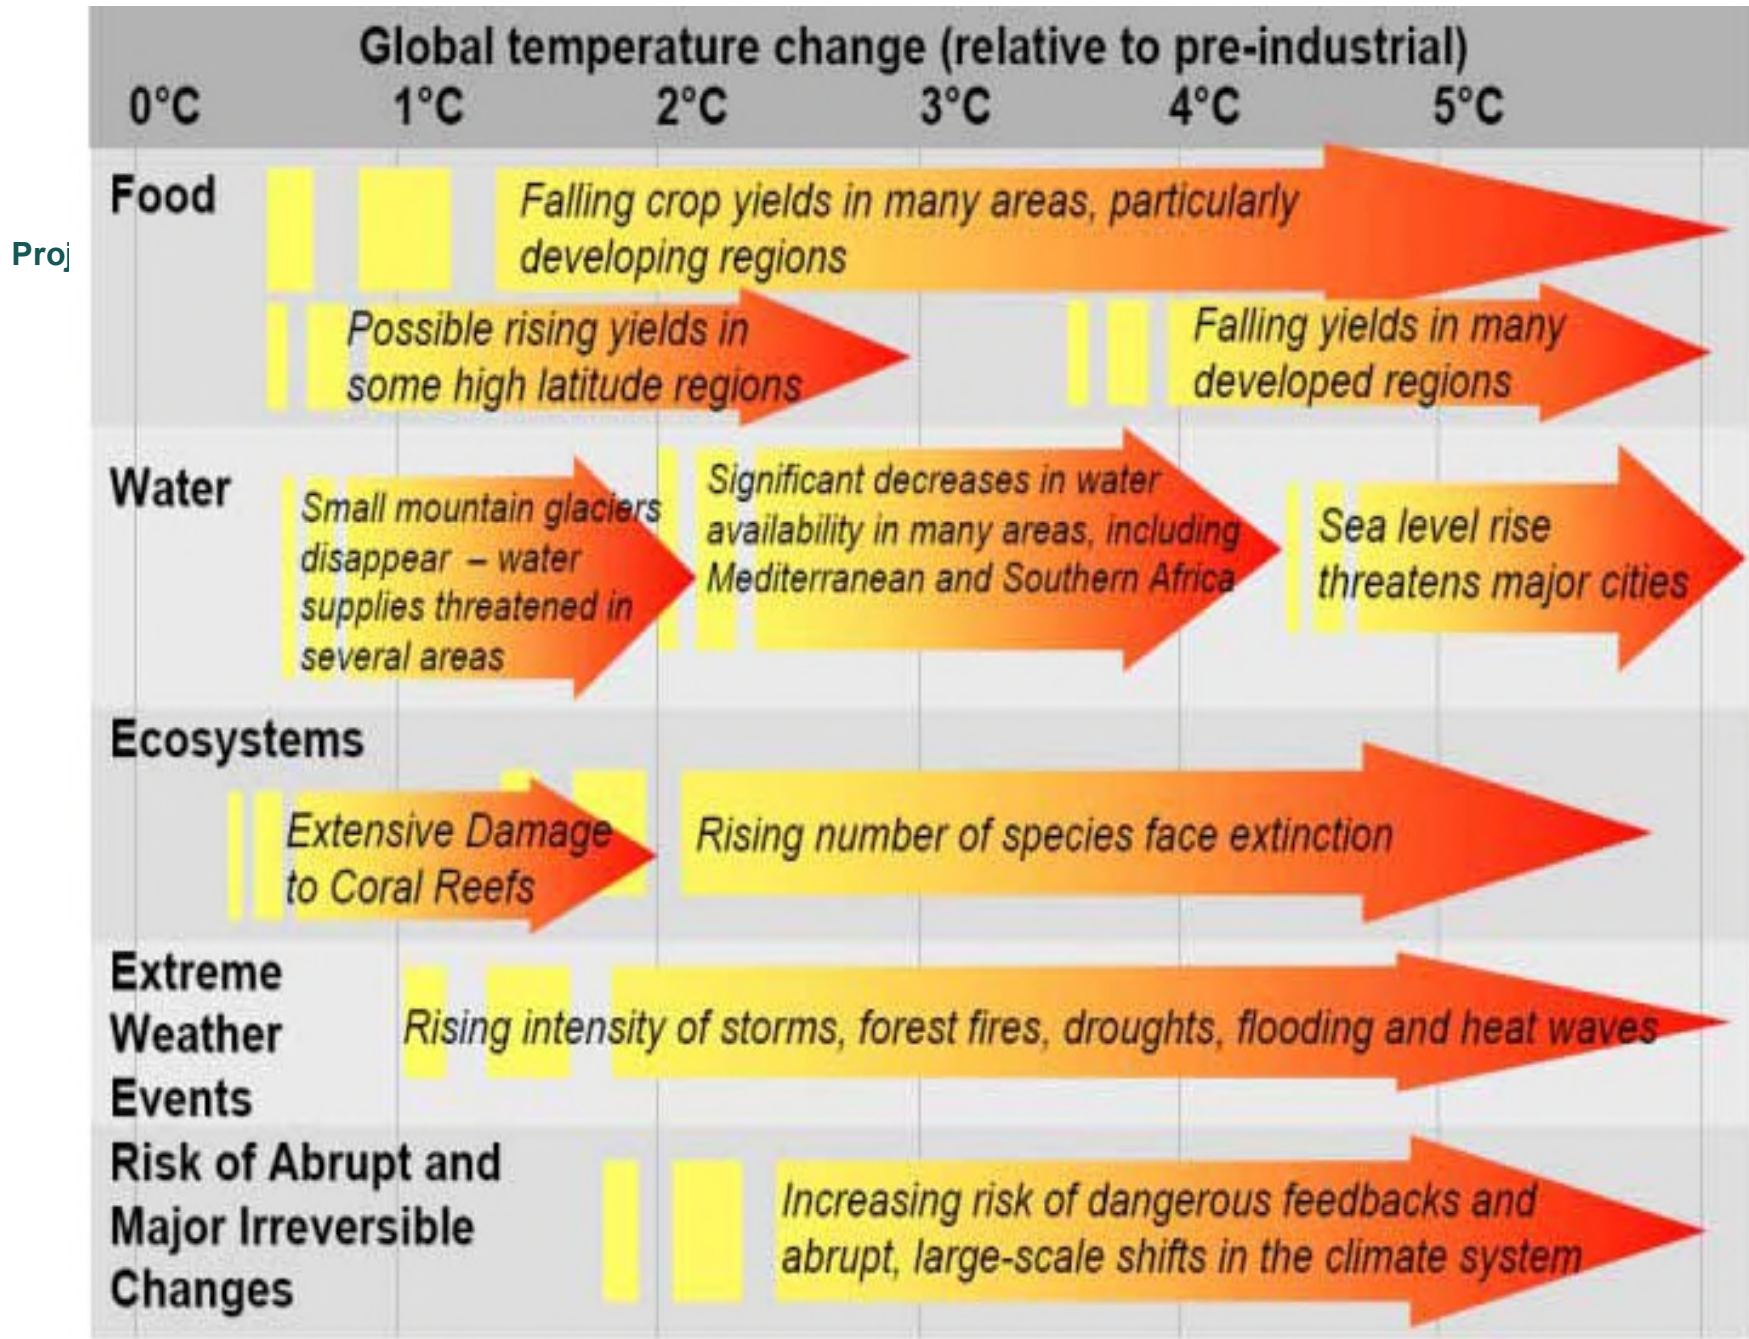 Global temperature change (relative to pre-industrial)
0°C 1°C 2°C 3°C 4°C 5°C
Food
Falling crop yields in many areas, particularly
developing regions
Proj
Possible rising yields in
some high latitude regions
Falling yields in many
developed regions
Water
Small mountain glaciers
disappear – water
supplies threatened in
several areas
Significant decreases in water
availability in many areas, including
Mediterranean and Southern Africa
Sea level rise
threatens major cities
Ecosystems
Extensive Damage
to Coral Reefs
Rising number of species face extinction
Extreme
Weather
Events
Rising intensity of storms, forest fires, droughts, flooding and heat waves
Risk of Abrupt and
Major Irreversible
Changes
Increasing risk of dangerous feedbacks and
abrupt, large-scale shifts in the climate system